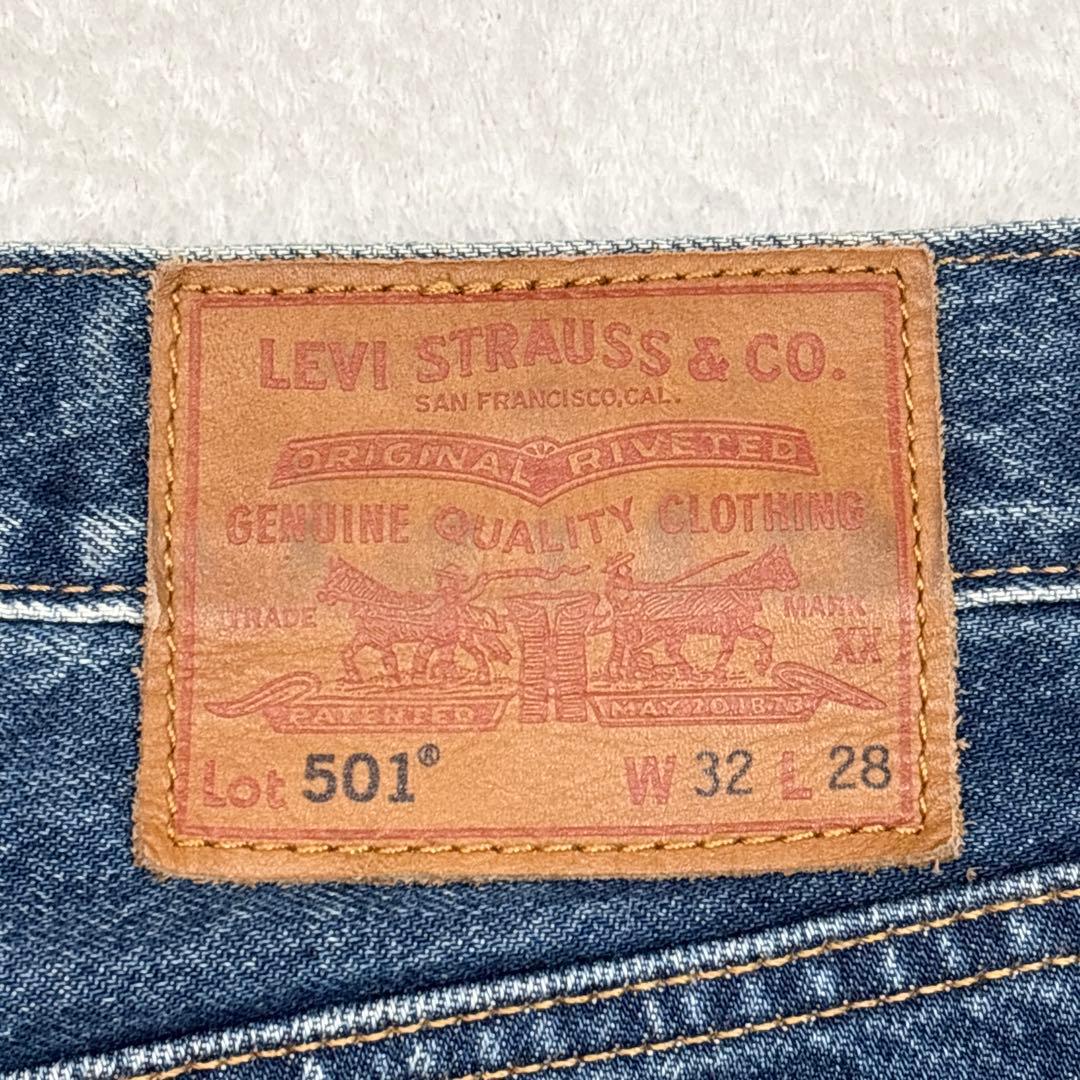 LEVI STRAUSS & CO.
SAN FRANCISCO, CAL.
ORIGINAL RIVETED
GENUINE QUALITY CLOTHING
TRADE MARK
XX
PATENTED MAY 20, 1873
Lot 501® W 32 L 28